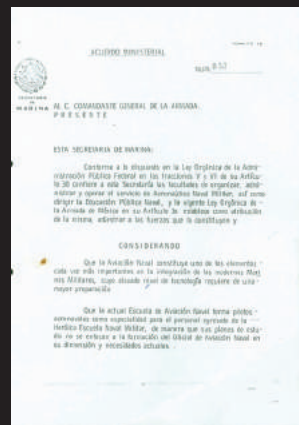 ACUERDO MINISTERIAL
NUM.
SECRETARIA
DE
MARINA
AL C. COMANDANTE GENERAL DE LA ARMADA.
P R E S E N T E
ESTA SECRETARIA DE MARINA:
Conforme a lo dispuesto en la Ley Orgánica de la Admi-
nistración Pública Federal en las fracciones V y VI de su Artícu-
lo 30 confiere a esta Secretaría las facultades de organizar, admi-
nistrar y operar el servicio de Aeronáutica Naval Militar, así como
dirigir la Educación Pública Naval, y la vigente Ley Orgánica de -
la Armada de México en su Artículo establece como atribución
de la misma, adiestrar a las fuerzas que la constituyen y
CONSIDERANDO
Que la Aviación Naval constituye uno de los elementos -
cada vez más importantes en la integración de las modernas Mari
nas Militares, cuyo elevado nivel de tecnología requiere de una -
mayor preparación
Que la actual Escuela de Aviación Naval forma pilotos -
aeronavales como especialidad para el personal egresado de la -
Heróica Escuela Naval Militar, de manera que sus planes de estu-
dio no se enfocan a la formación del Oficial de Aviación Naval en
su dimensión y necesidades actuales